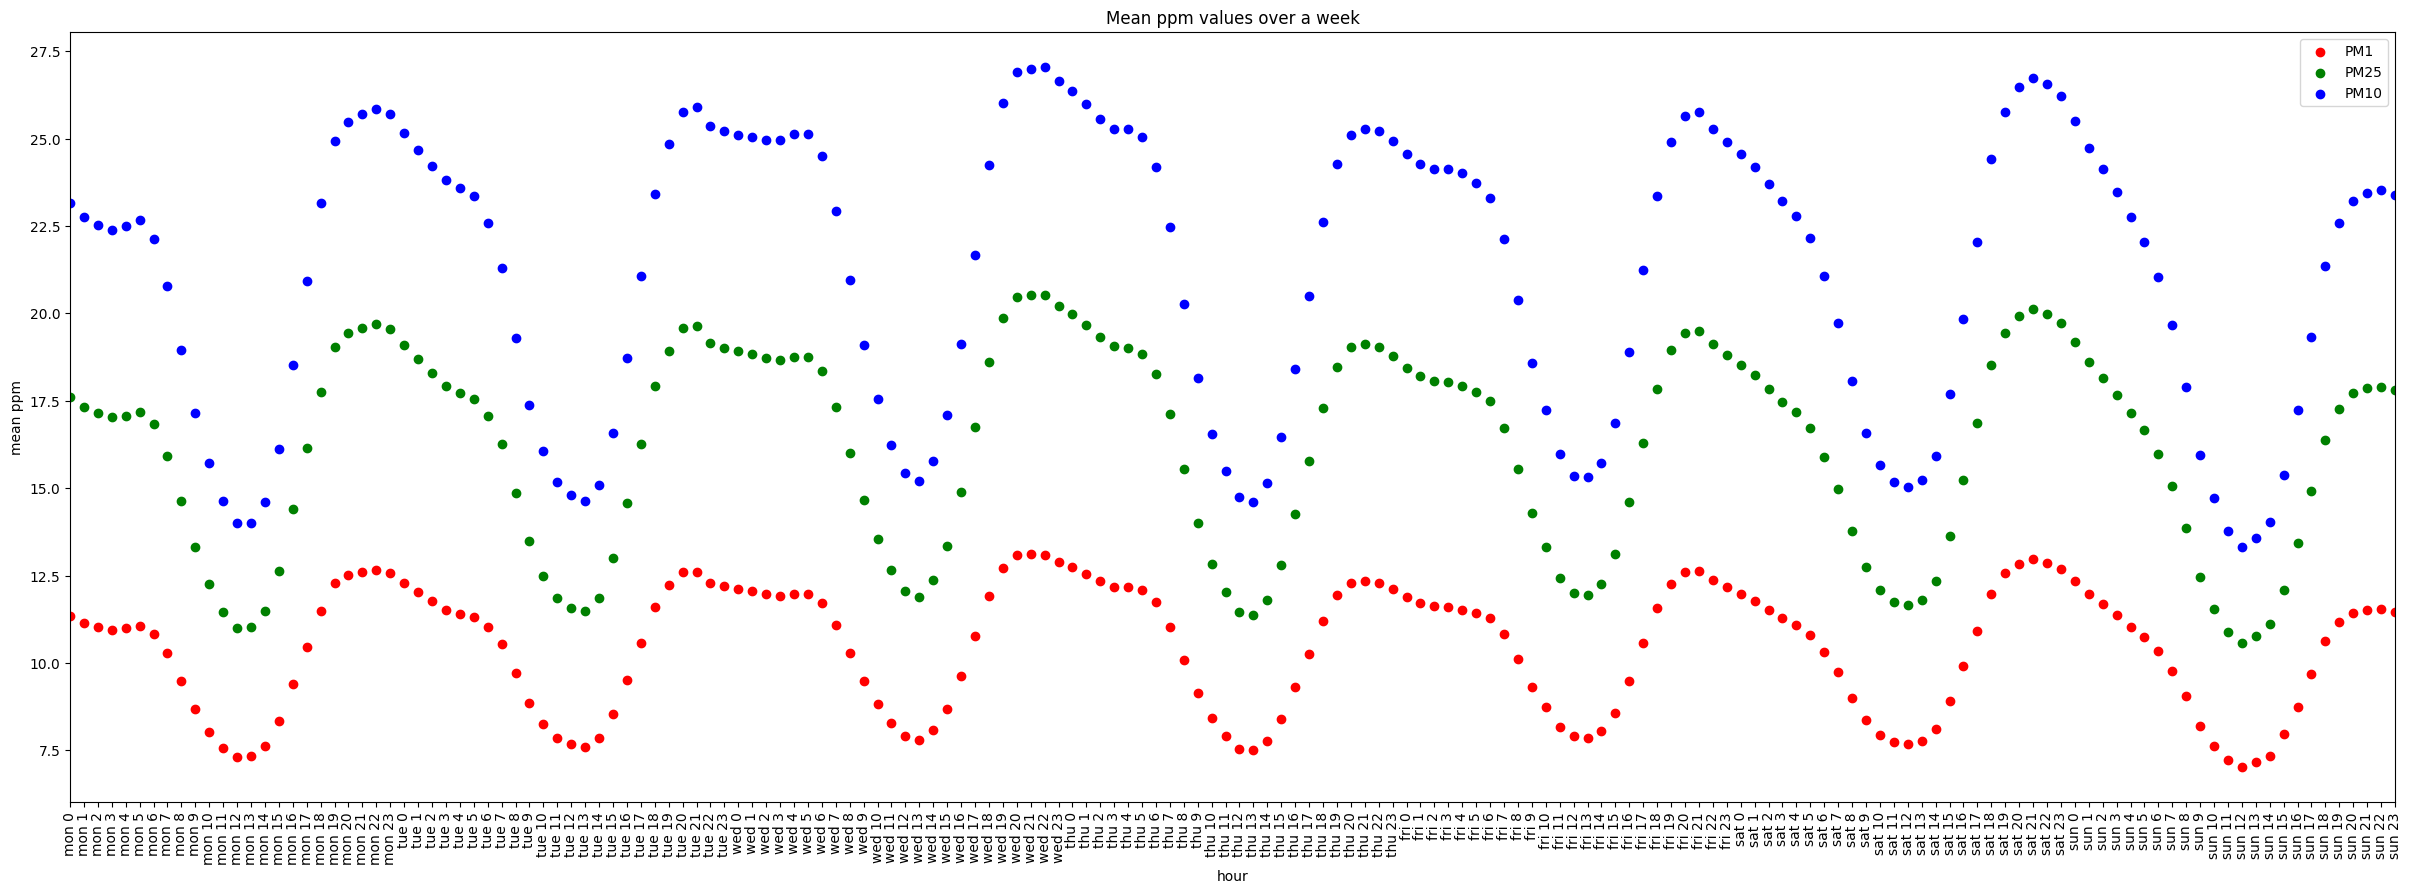 Mean ppm values over a week
27.5
25.0
22.5
20.0
17.5
15.0
12.5
10.0
7.5
mean ppm
PM1
PM25
PM10
mon 0
mon 1
mon 2
mon 3
mon 4
mon 5
mon 6
mon 7
mon 8
mon 9
mon 10
mon 11
mon 12
mon 13
mon 14
mon 15
mon 16
mon 17
mon 18
mon 19
mon 20
mon 21
mon 22
mon 23
tue 0
tue 1
tue 2
tue 3
tue 4
tue 5
tue 6
tue 7
tue 8
tue 9
tue 10
tue 11
tue 12
tue 13
tue 14
tue 15
tue 16
tue 17
tue 18
tue 19
tue 20
tue 21
tue 22
tue 23
wed 0
wed 1
wed 2
wed 3
wed 4
wed 5
wed 6
wed 7
wed 8
wed 9
wed 10
wed 11
wed 12
wed 13
wed 14
wed 15
wed 16
wed 17
wed 18
wed 19
wed 20
wed 21
wed 22
wed 23
thu 0
thu 1
thu 2
thu 3
thu 4
thu 5
thu 6
thu 7
thu 8
thu 9
thu 10
thu 11
thu 12
thu 13
thu 14
thu 15
thu 16
thu 17
thu 18
thu 19
thu 20
thu 21
thu 22
thu 23
fri 0
fri 1
fri 2
fri 3
fri 4
fri 5
fri 6
fri 7
fri 8
fri 9
fri 10
fri 11
fri 12
fri 13
fri 14
fri 15
fri 16
fri 17
fri 18
fri 19
fri 20
fri 21
fri 22
fri 23
sat 0
sat 1
sat 2
sat 3
sat 4
sat 5
sat 6
sat 7
sat 8
sat 9
sat 10
sat 11
sat 12
sat 13
sat 14
sat 15
sat 16
sat 17
sat 18
sat 19
sat 20
sat 21
sat 22
sat 23
sun 0
sun 1
sun 2
sun 3
sun 4
sun 5
sun 6
sun 7
sun 8
sun 9
sun 10
sun 11
sun 12
sun 13
sun 14
sun 15
sun 16
sun 17
sun 18
sun 19
sun 20
sun 21
sun 22
sun 23
hour